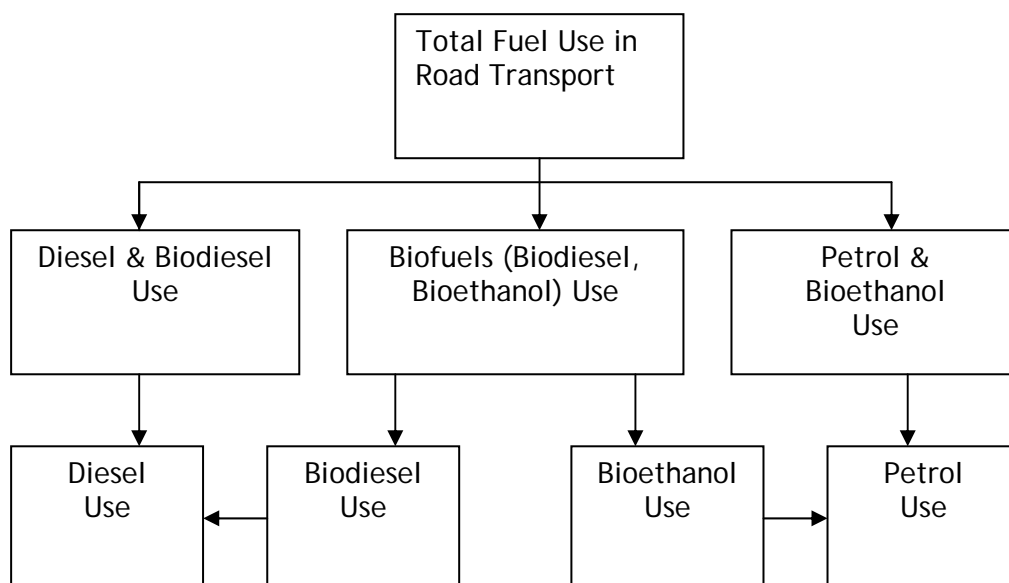 Total Fuel Use in
Road Transport
Diesel & Biodiesel
Use
Biofuels (Biodiesel,
Bioethanol) Use
Petrol &
Bioethanol
Use
Diesel
Use
Biodiesel
Use
Bioethanol
Use
Petrol
Use